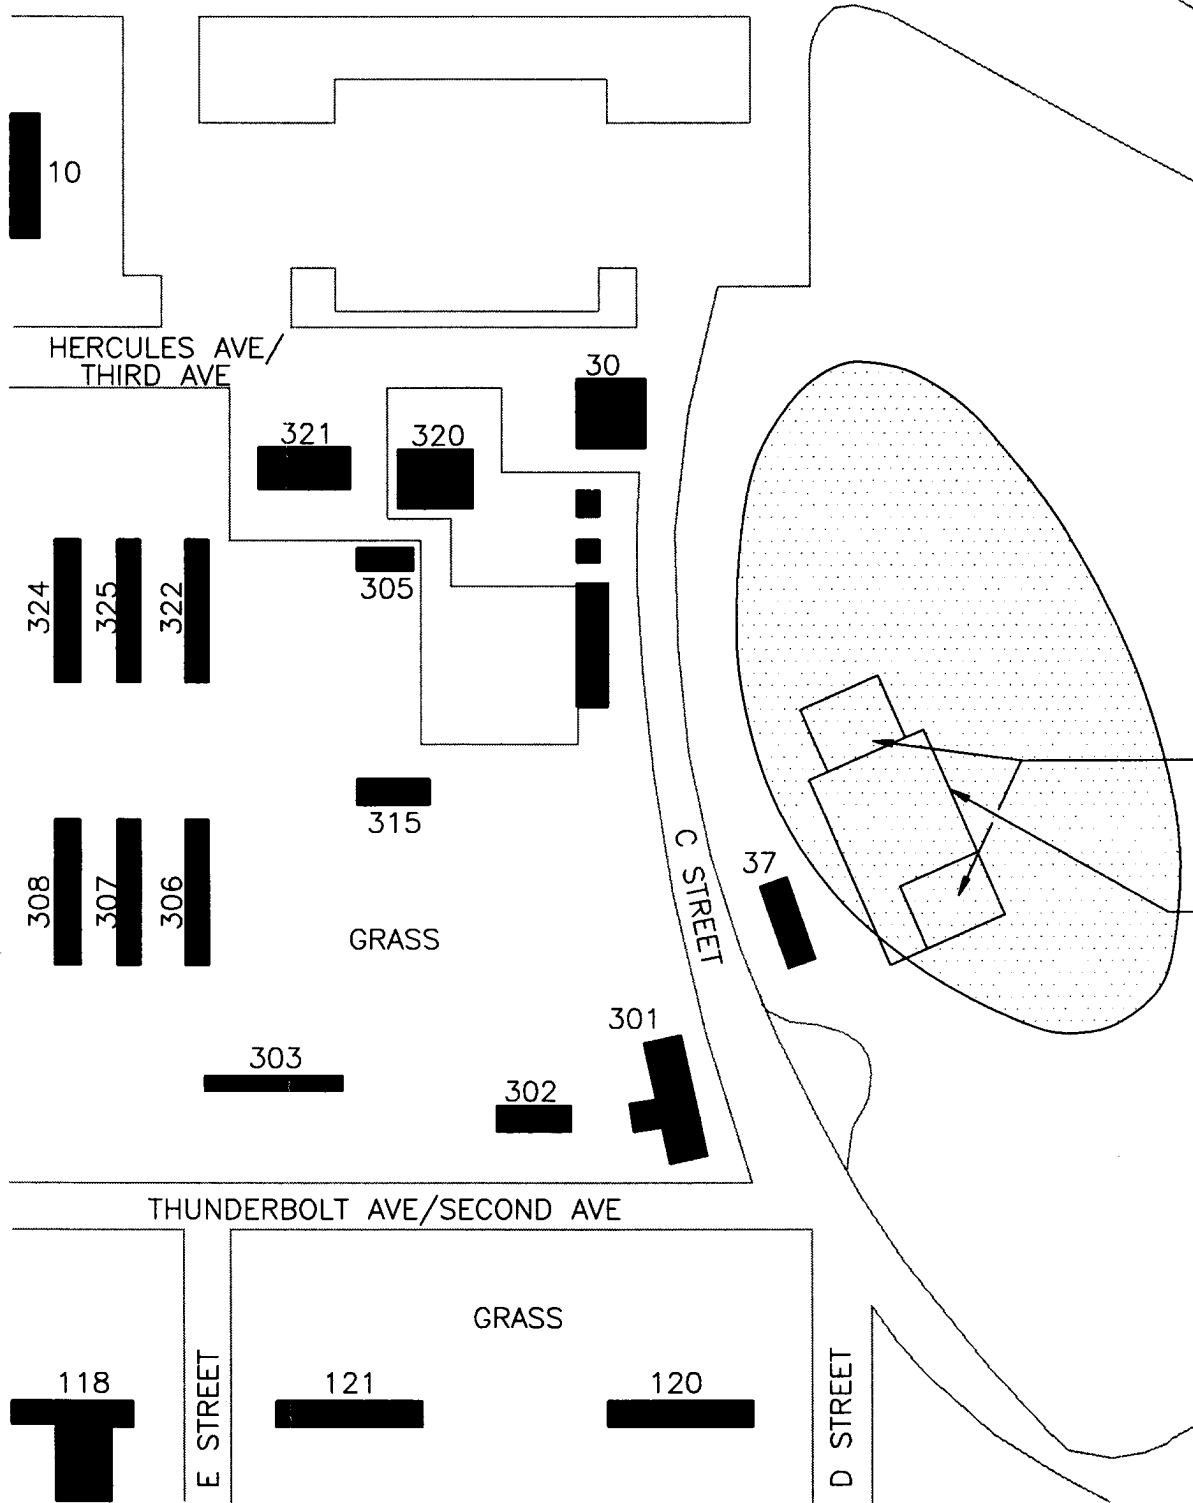 10
HERCULES AVE/
THIRD AVE
30
321
320
305
324
325
322
315
308
307
306
GRASS
C STREET
37
301
303
302
THUNDERBOLT AVE/SECOND AVE
GRASS
118
E STREET
121
120
D STREET